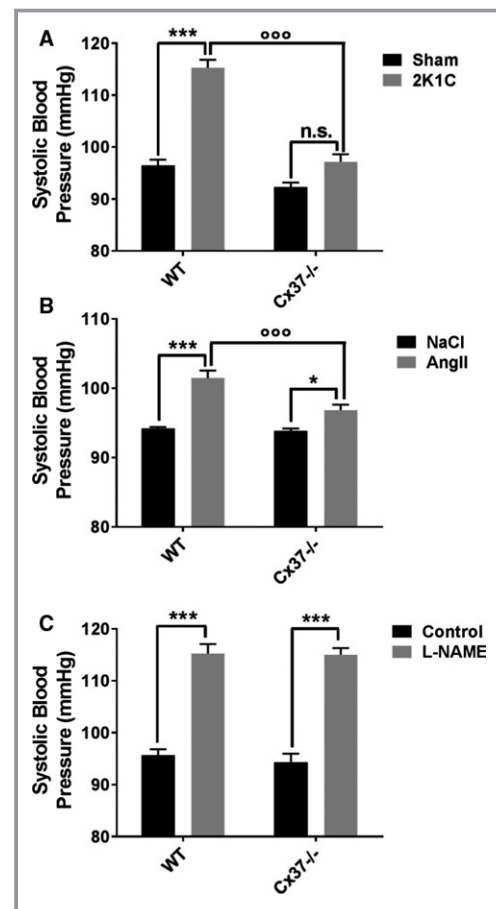 A
Systolic Blood
Pressure (mmHg)
120
110
100
90
80
***
°°°
n.s.
Sham
2K1C
WT
Cx37-/-
B
Systolic Blood
Pressure (mmHg)
110
100
90
80
***
°°°
*
NaCl
AngII
WT
Cx37-/-
C
Systolic Blood
Pressure (mmHg)
120
110
100
90
80
***
***
Control
L-NAME
WT
Cx37-/-